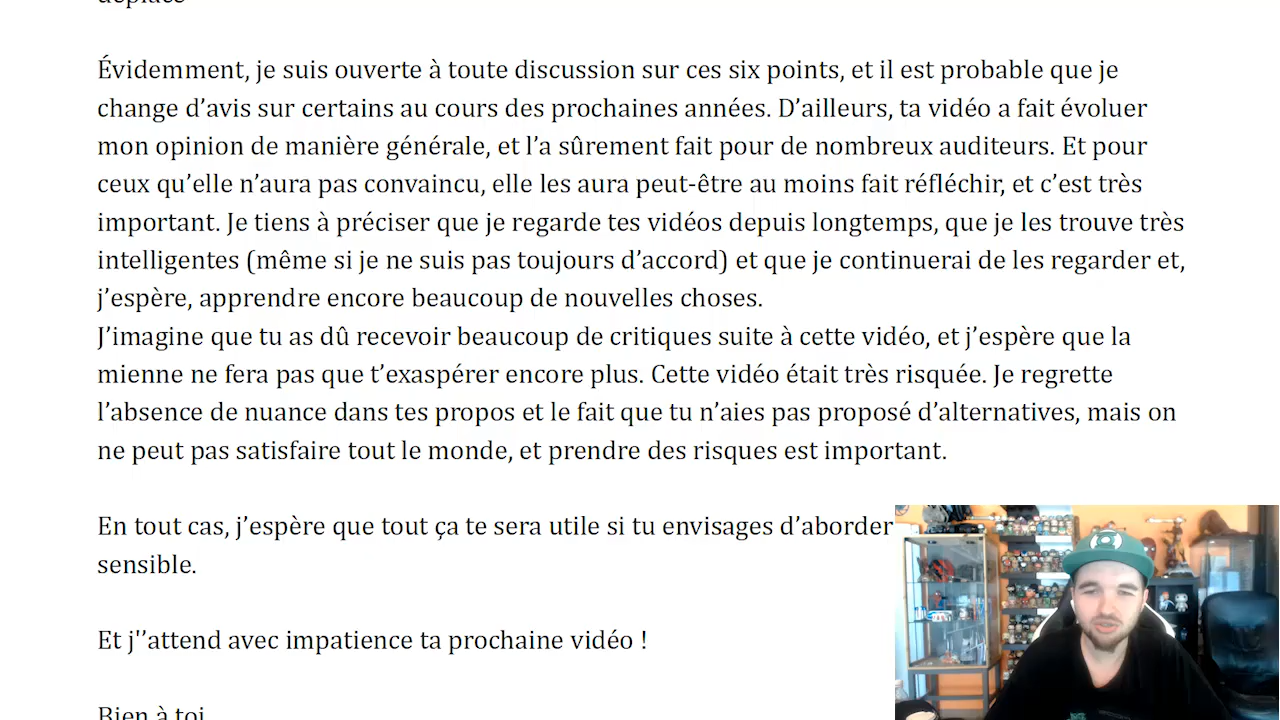 déplacé
Évidemment, je suis ouverte à toute discussion sur ces six points, et il est probable que je
change d’avis sur certains au cours des prochaines années. D’ailleurs, ta vidéo a fait évoluer
mon opinion de manière générale, et l’a sûrement fait pour de nombreux auditeurs. Et pour
ceux qu’elle n’aura pas convaincu, elle les aura peut-être au moins fait réfléchir, et c’est très
important. Je tiens à préciser que je regarde tes vidéos depuis longtemps, que je les trouve très
intelligentes (même si je ne suis pas toujours d’accord) et que je continuerai de les regarder et,
j’espère, apprendre encore beaucoup de nouvelles choses.
J’imagine que tu as dû recevoir beaucoup de critiques suite à cette vidéo, et j’espère que la
mienne ne fera pas que t’exaspérer encore plus. Cette vidéo était très risquée. Je regrette
l’absence de nuance dans tes propos et le fait que tu n’aies pas proposé d’alternatives, mais on
ne peut pas satisfaire tout le monde, et prendre des risques est important.
En tout cas, j’espère que tout ça te sera utile si tu envisages d’aborder
sensible.
Et j'’attend avec impatience ta prochaine vidéo !
Bien à toi